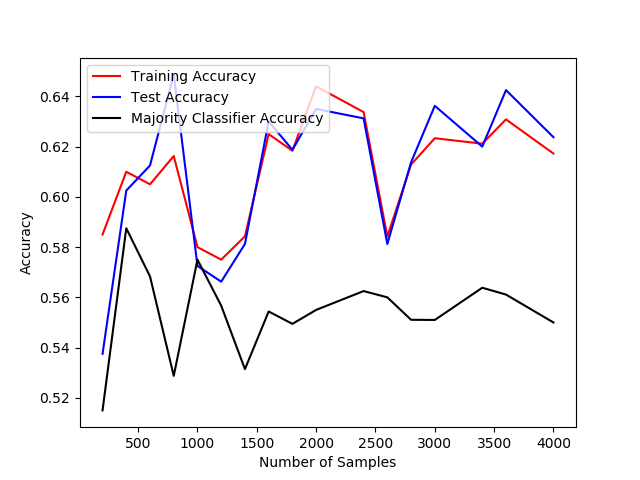 Training Accuracy
Test Accuracy
Majority Classifier Accuracy
0.64
0.62
0.60
0.58
0.56
0.54
0.52
Accuracy
500 1000 1500 2000 2500 3000 3500 4000
Number of Samples